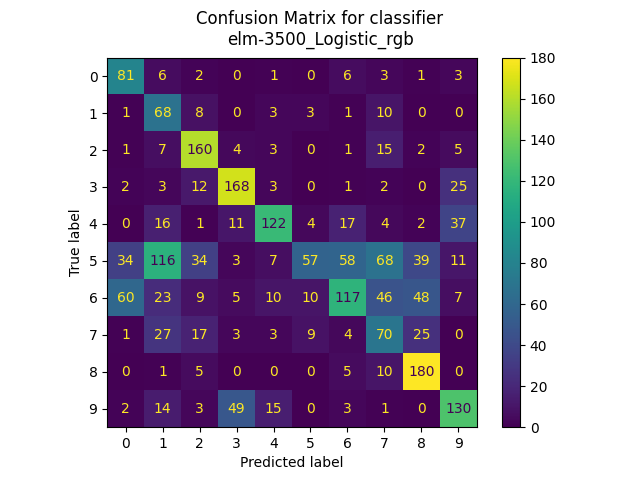 Confusion Matrix for classifier
elm-3500_Logistic_rgb
0 81 6 2 0 1 0 6 3 1 3
1 1 68 8 0 3 3 1 10 0 0
2 1 7 160 4 3 0 1 15 2 5
3 2 3 12 168 3 0 1 2 0 25
4 0 16 1 11 122 4 17 4 2 37
5 34 116 34 3 7 57 58 68 39 11
6 60 23 9 5 10 10 117 46 48 7
7 1 27 17 3 3 9 4 70 25 0
8 0 1 5 0 0 0 5 10 180 0
9 2 14 3 49 15 0 3 1 0 130
0 1 2 3 4 5 6 7 8 9
Predicted label
True label
180
160
140
120
100
80
60
40
20
0